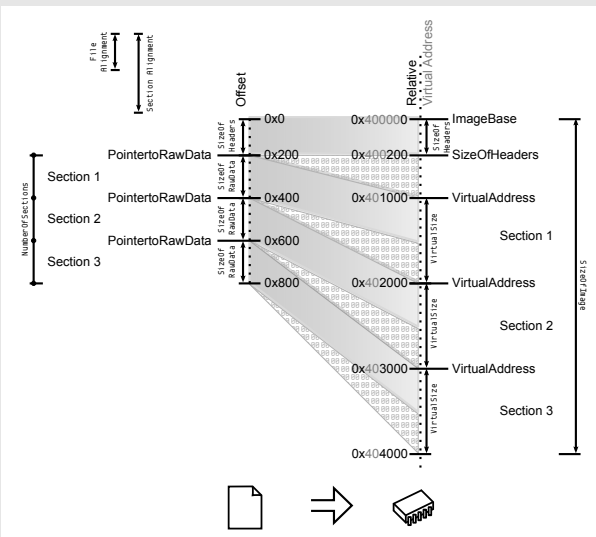 File
Alignment
Section Alignment
Offset
Relative
Virtual Address
0x0
0x400000
ImageBase
SizeOf
Headers
SizeOf
Headers
PointertoRawData
0x200
0x400200
SizeOfHeaders
NumberOfSections
Section 1
SizeOf
RawData
PointertoRawData
0x400
0x401000
VirtualAddress
Section 2
SizeOf
RawData
VirtualSize
Section 1
PointertoRawData
0x600
Section 3
SizeOf
RawData
0x800
0x402000
VirtualAddress
SizeOfImage
VirtualSize
Section 2
0x403000
VirtualAddress
VirtualSize
Section 3
0x404000